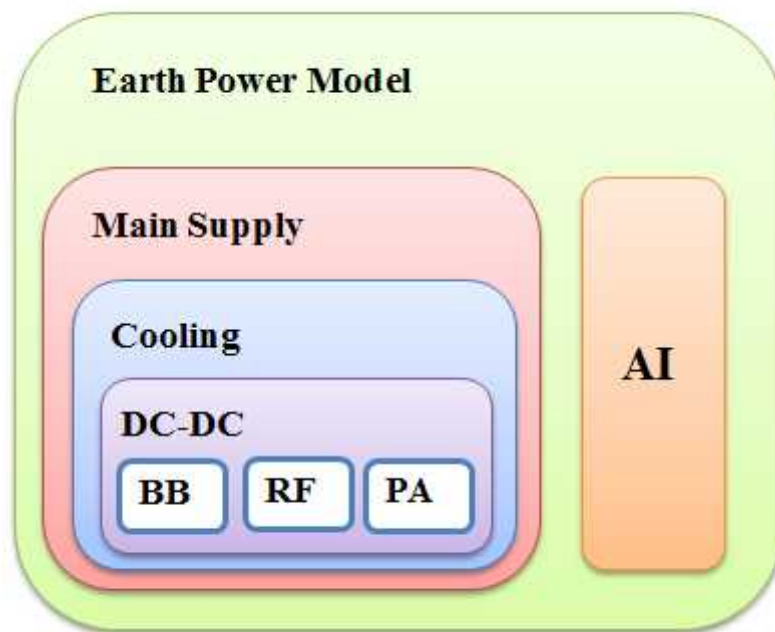 Earth Power Model
Main Supply
Cooling
DC-DC
BB RF PA
AI